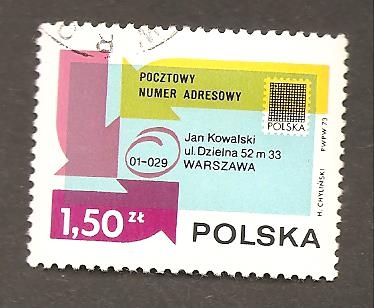 POCZTOWY
NUMER ADRESOWY
POLSKA
Jan Kowalski
ul. Dzielna 52 m 33
01-029 WARSZAWA
1,50 zł
POLSKA
H. CHYLIŃSKI PWPW 73